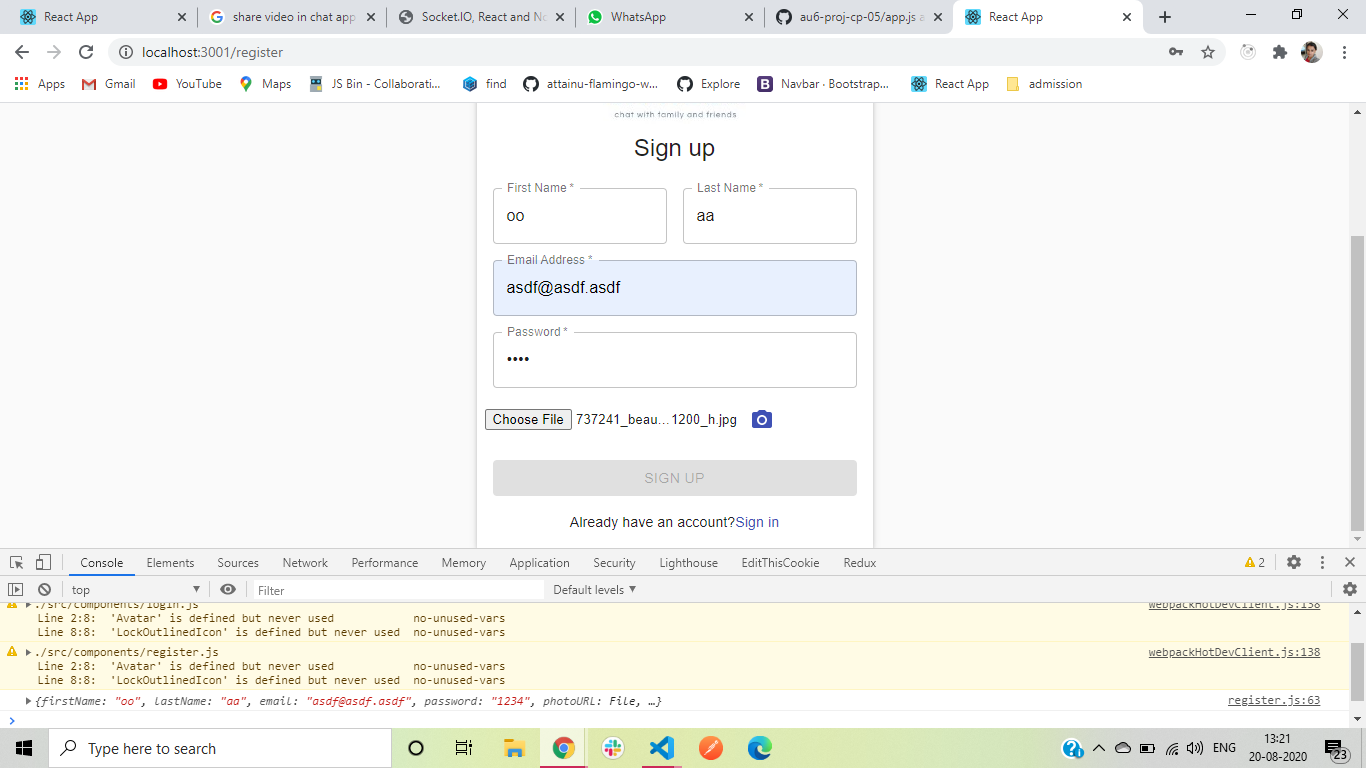 React App
share video in chat app
Socket.IO, React and No
WhatsApp
au6-proj-cp-05/app.js a
React App
localhost:3001/register
Apps
Gmail
YouTube
Maps
JS Bin - Collaborati...
find
attainu-flamingo-w...
Explore
Navbar · Bootstrap...
React App
admission
chat with family and friends
Sign up
First Name *
Last Name *
oo
aa
Email Address *
asdf@asdf.asdf
Password *
••••
Choose File 737241_beau...1200_h.jpg
SIGN UP
Already have an account?Sign in
Console Elements Sources Network Performance Memory Application Security Lighthouse EditThisCookie Redux 2
top Filter Default levels
./src/components/login.js webpackHotDevClient.js:138
Line 2:8: 'Avatar' is defined but never used no-unused-vars
Line 8:8: 'LockOutlinedIcon' is defined but never used no-unused-vars
./src/components/register.js webpackHotDevClient.js:138
Line 2:8: 'Avatar' is defined but never used no-unused-vars
Line 8:8: 'LockOutlinedIcon' is defined but never used no-unused-vars
{firstName: "oo", lastName: "aa", email: "asdf@asdf.asdf", password: "1234", photoURL: File, …} register.js:63
Type here to search
ENG
13:21
20-08-2020
23